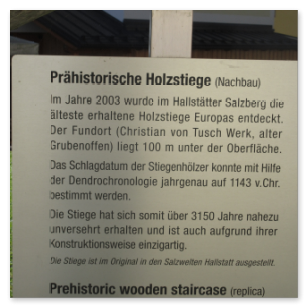 Prähistorische Holzstiege (Nachbau)
Im Jahre 2003 wurde im Hallstätter Salzberg die
älteste erhaltene Holzstiege Europas entdeckt.
Der Fundort (Christian von Tusch Werk, alter
Grubenoffen) liegt 100 m unter der Oberfläche.
Das Schlagdatum der Stiegenhölzer konnte mit Hilfe
der Dendrochronologie jahrgenau auf 1143 v.Chr.
bestimmt werden.
Die Stiege hat sich somit über 3150 Jahre nahezu
unversehrt erhalten und ist auch aufgrund ihrer
Konstruktionsweise einzigartig.
Die Stiege ist im Original in den Salzwelten Hallstatt ausgestellt.
Prehistoric wooden staircase (replica)